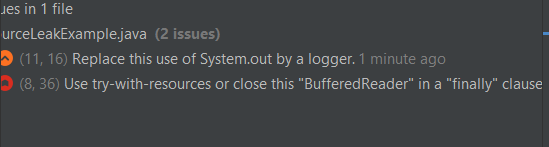 ues in 1 file
urceLeakExample.java (2 issues)
(11, 16) Replace this use of System.out by a logger. 1 minute ago
(8, 36) Use try-with-resources or close this "BufferedReader" in a "finally" clause